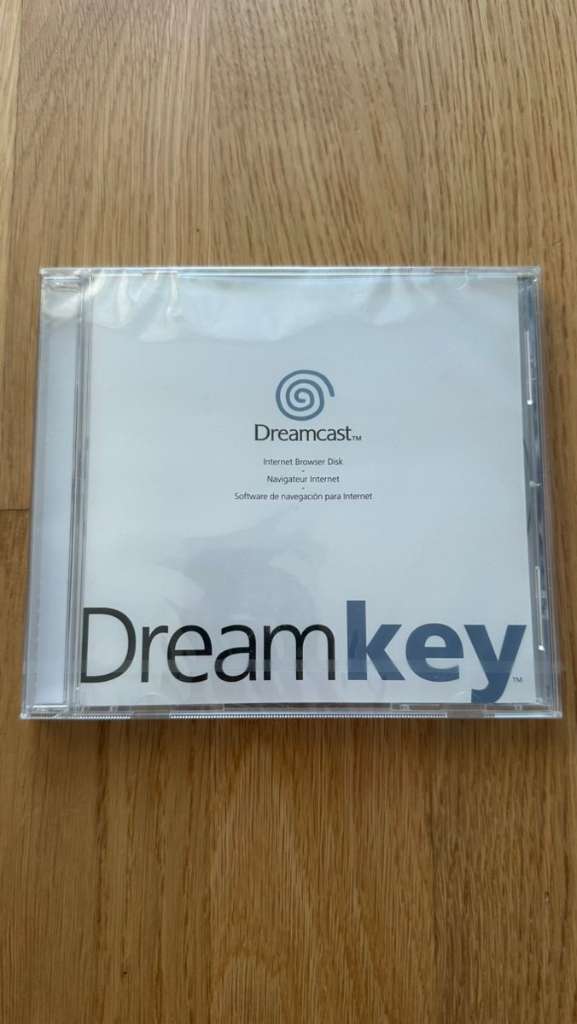 Dreamcast™
Internet Browser Disk
-
Navigateur Internet
-
Software de navegación para Internet
Dreamkey™